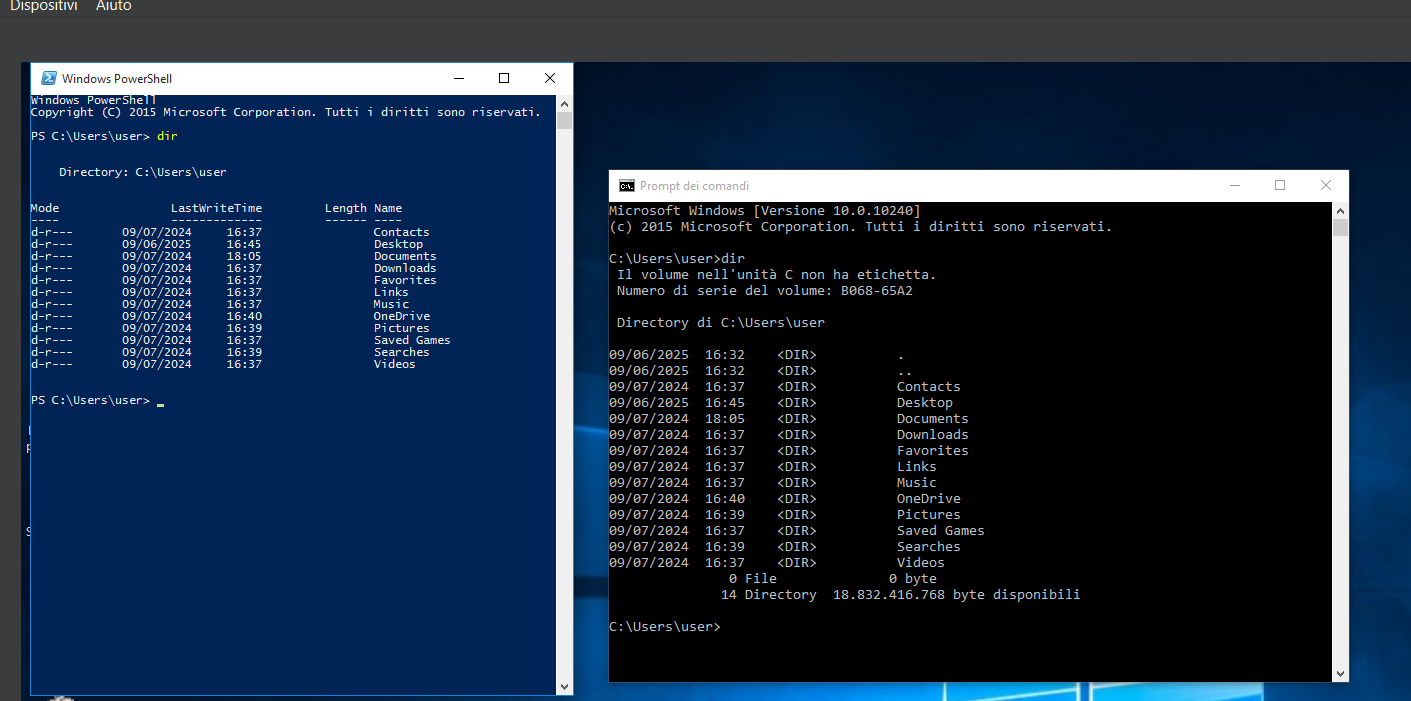 Dispositivi Aiuto
Windows PowerShell
Windows PowerShell
Copyright (C) 2015 Microsoft Corporation. Tutti i diritti sono riservati.
PS C:\Users\user> dir
Directory: C:\Users\user
Mode LastWriteTime Length Name
---- ------------- ------ ----
d-r--- 09/07/2024 16:37 Contacts
d-r--- 09/06/2025 16:45 Desktop
d-r--- 09/07/2024 18:05 Documents
d-r--- 09/07/2024 16:37 Downloads
d-r--- 09/07/2024 16:37 Favorites
d-r--- 09/07/2024 16:37 Links
d-r--- 09/07/2024 16:37 Music
d-r--- 09/07/2024 16:40 OneDrive
d-r--- 09/07/2024 16:39 Pictures
d-r--- 09/07/2024 16:37 Saved Games
d-r--- 09/07/2024 16:39 Searches
d-r--- 09/07/2024 16:37 Videos
PS C:\Users\user>
Prompt dei comandi
Microsoft Windows [Versione 10.0.10240]
(c) 2015 Microsoft Corporation. Tutti i diritti sono riservati.
C:\Users\user>dir
Il volume nell'unità C non ha etichetta.
Numero di serie del volume: B068-65A2
Directory di C:\Users\user
09/06/2025 16:32 <DIR> .
09/06/2025 16:32 <DIR> ..
09/07/2024 16:37 <DIR> Contacts
09/06/2025 16:45 <DIR> Desktop
09/07/2024 18:05 <DIR> Documents
09/07/2024 16:37 <DIR> Downloads
09/07/2024 16:37 <DIR> Favorites
09/07/2024 16:37 <DIR> Links
09/07/2024 16:37 <DIR> Music
09/07/2024 16:40 <DIR> OneDrive
09/07/2024 16:39 <DIR> Pictures
09/07/2024 16:37 <DIR> Saved Games
09/07/2024 16:39 <DIR> Searches
09/07/2024 16:37 <DIR> Videos
0 File 0 byte
14 Directory 18.832.416.768 byte disponibili
C:\Users\user>